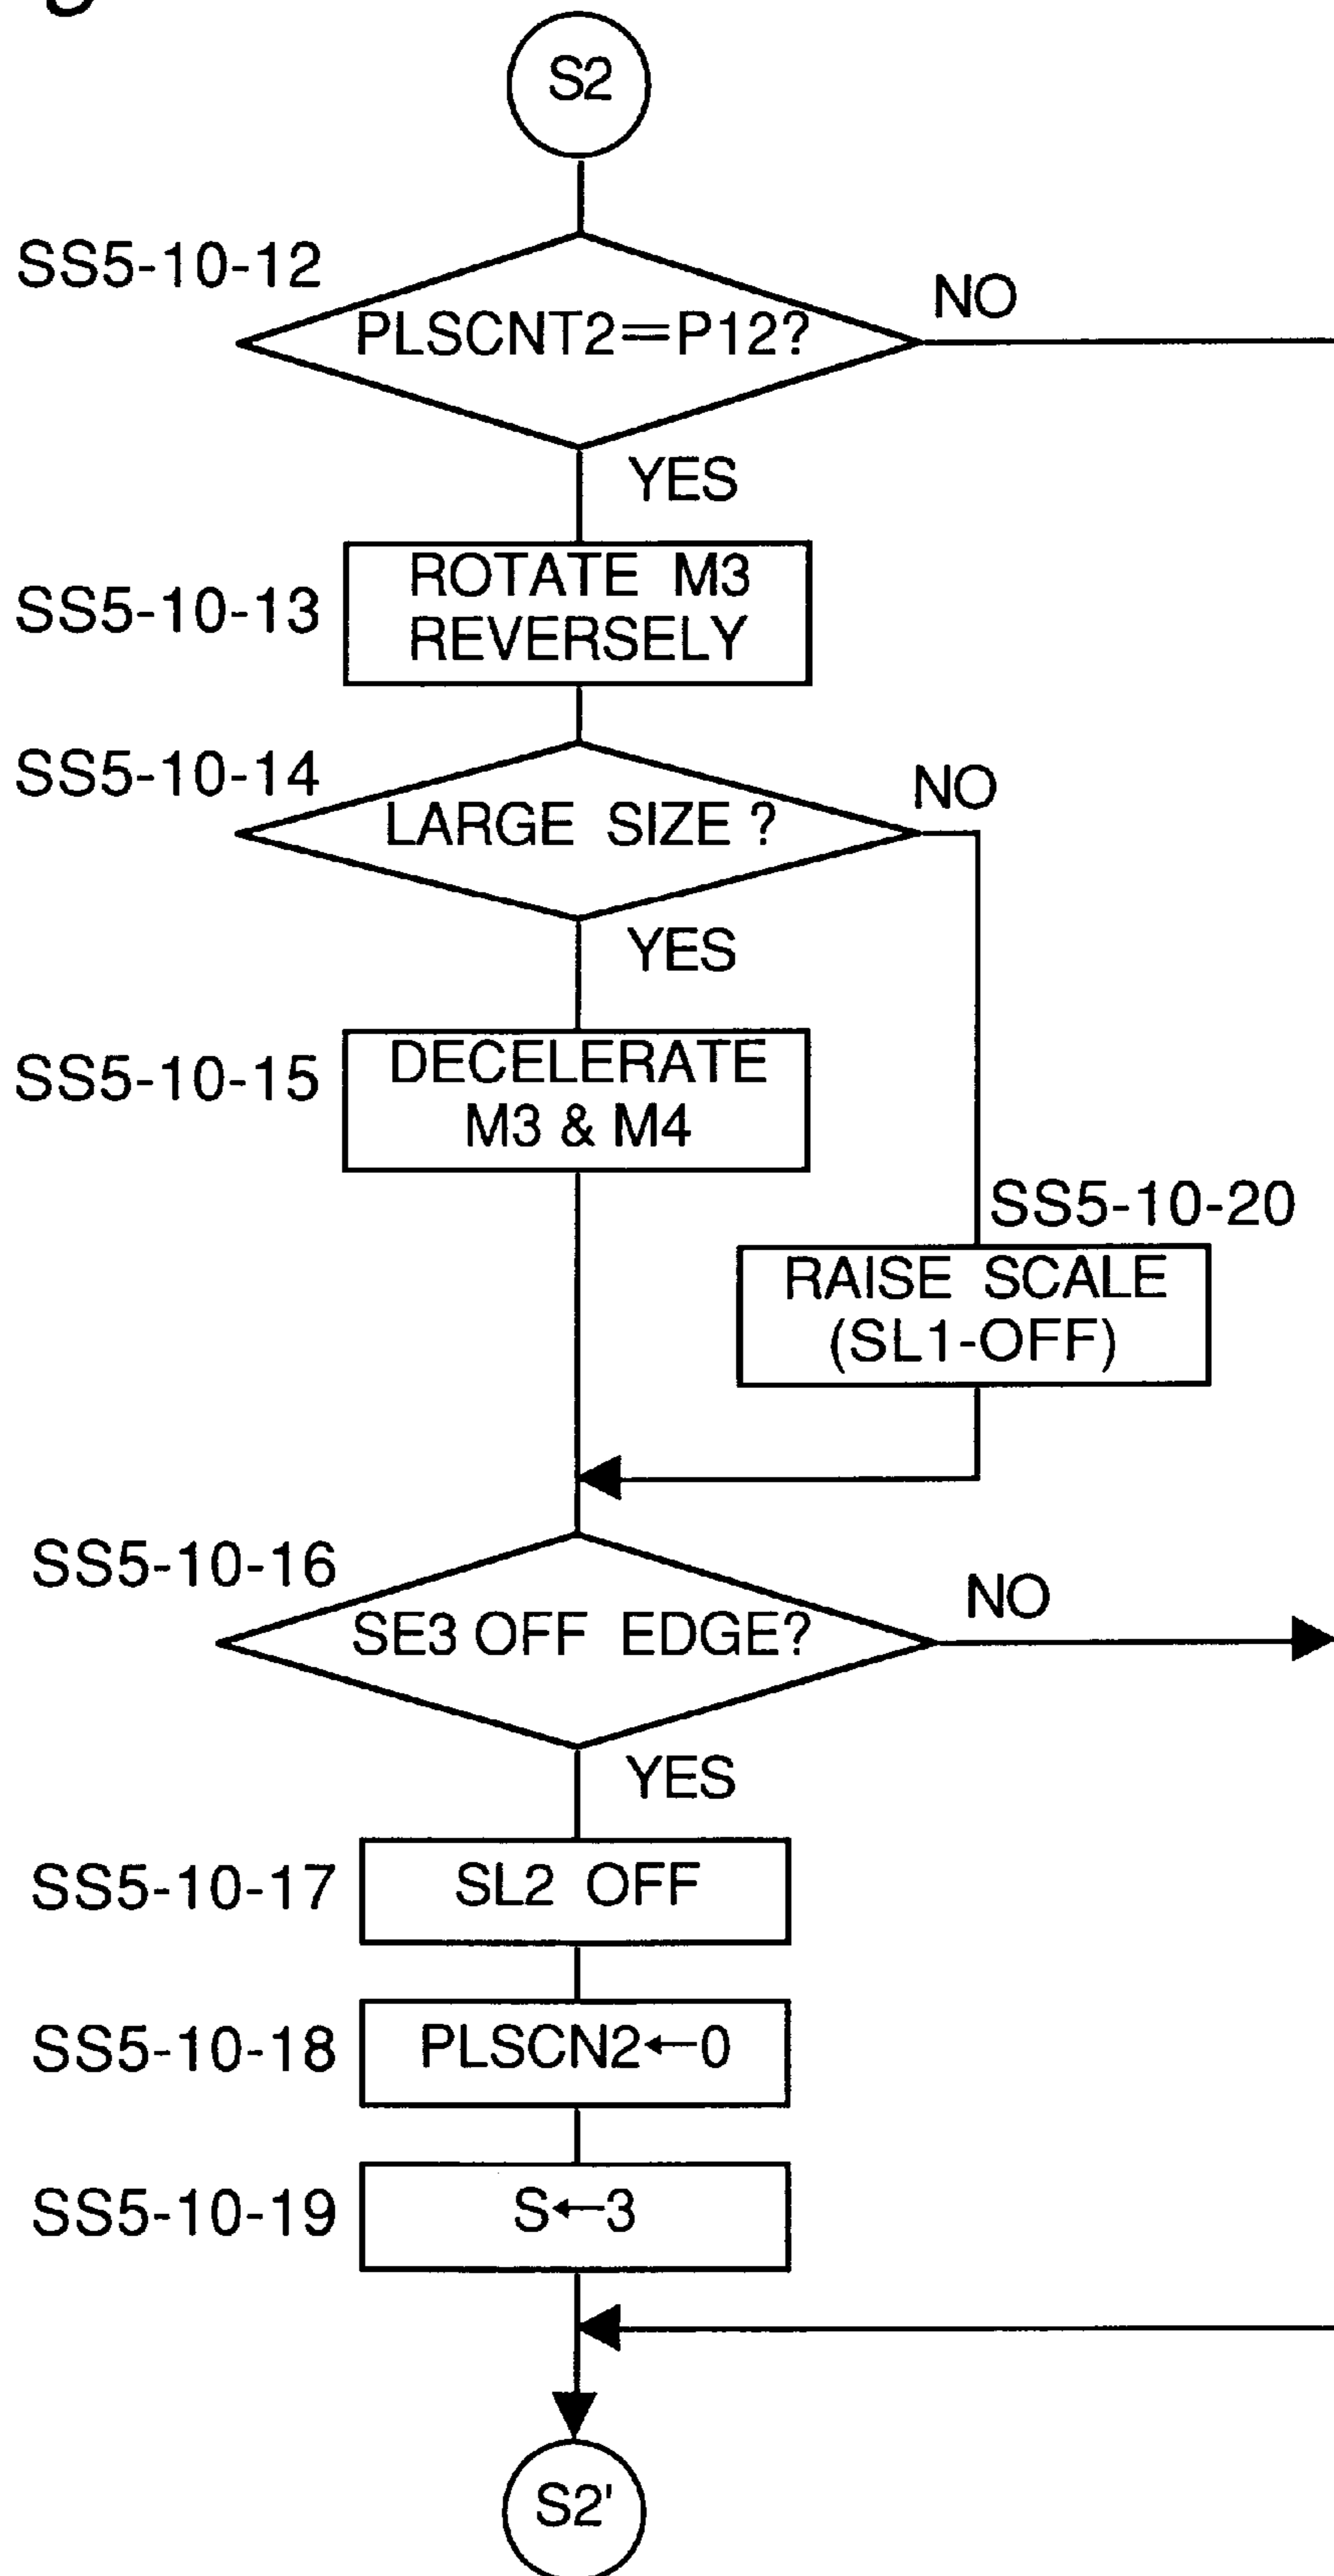 S2
SS5-10-12
PLSCNT2=P12?
NO
YES
SS5-10-13
ROTATE M3
REVERSELY
SS5-10-14
LARGE SIZE ?
NO
YES
SS5-10-15
DECELERATE
M3 & M4
SS5-10-20
RAISE SCALE
(SL1-OFF)
SS5-10-16
SE3 OFF EDGE?
NO
YES
SS5-10-17
SL2 OFF
SS5-10-18
PLSCN2←0
SS5-10-19
S←3
S2'